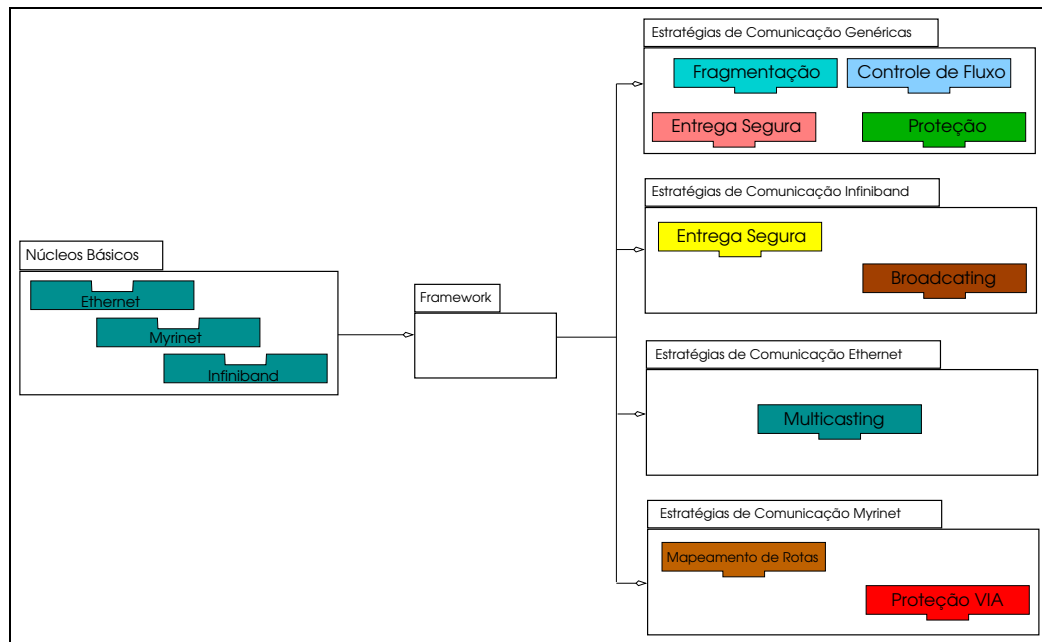 Estratégias de Comunicação Genéricas
Fragmentação
Controle de Fluxo
Entrega Segura
Proteção
Estratégias de Comunicação Infiniband
Entrega Segura
Broadcating
Núcleos Básicos
Ethernet
Myrinet
Infiniband
Framework
Estratégias de Comunicação Ethernet
Multicasting
Estratégias de Comunicação Myrinet
Mapeamento de Rotas
Proteção VIA